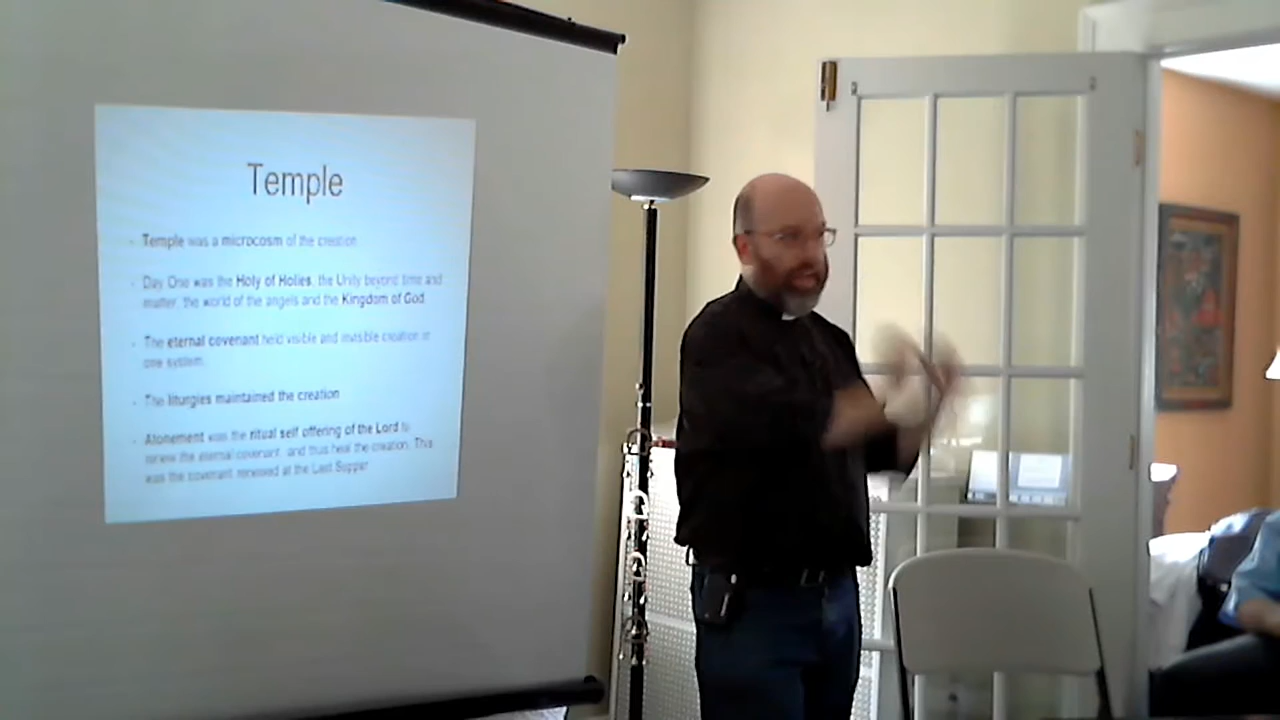 Temple
Temple was a microcosm of the creation
Day One was the Holy of Holies, the Unity beyond time and
matter, the world of the angels and the Kingdom of God.
The eternal covenant held visible and invisible creation in
one system.
The liturgies maintained the creation
Atonement was the ritual self offering of the Lord to
renew the eternal covenant, and thus heal the creation. This
was the covenant renewed at the Last Supper